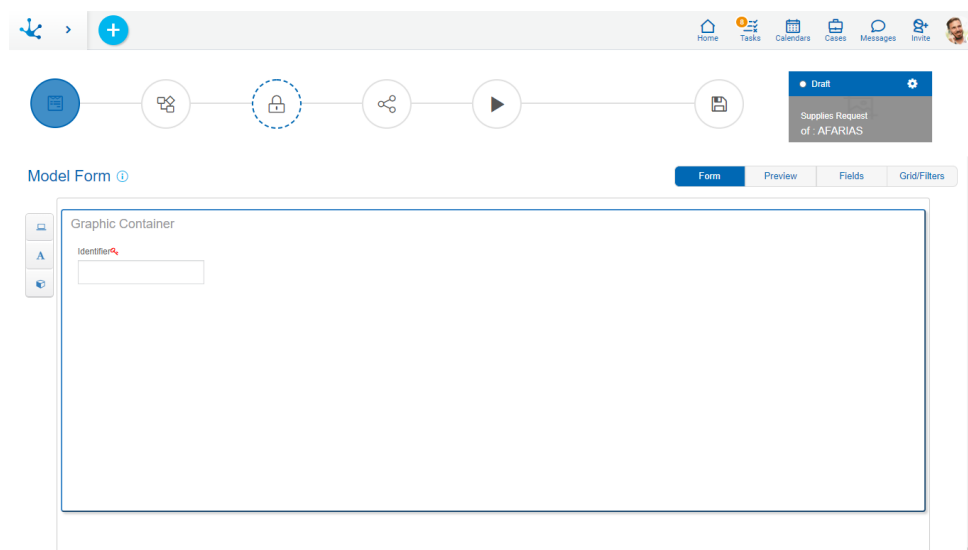 8
Home Tasks Calendars Cases Messages Invite
Draft
Supplies Request
of : AFARIAS
Model Form
Form Preview Fields Grid/Filters
Graphic Container
A
Identifier